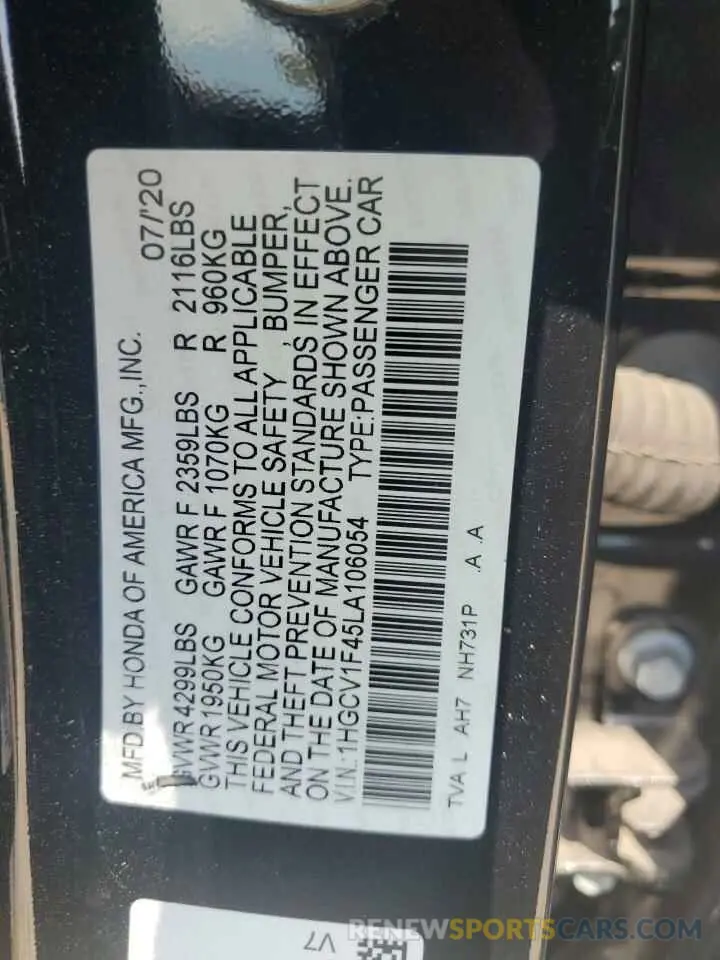 MFD.BY HONDA OF AMERICA MFG.,INC. 07/'20
GVWR 4299LBS GAWR F 2359LBS R 2116LBS
GVWR 1950KG GAWR F 1070KG R 960KG
THIS VEHICLE CONFORMS TO ALL APPLICABLE
FEDERAL MOTOR VEHICLE SAFETY , BUMPER,
AND THEFT PREVENTION STANDARDS IN EFFECT
ON THE DATE OF MANUFACTURE SHOWN ABOVE.
V.I.N.:1HGCV1F45LA106054 TYPE:PASSENGER CAR
TVA L AH7 NH731P .A .A
V7
RENEWSPORTSCARS.COM